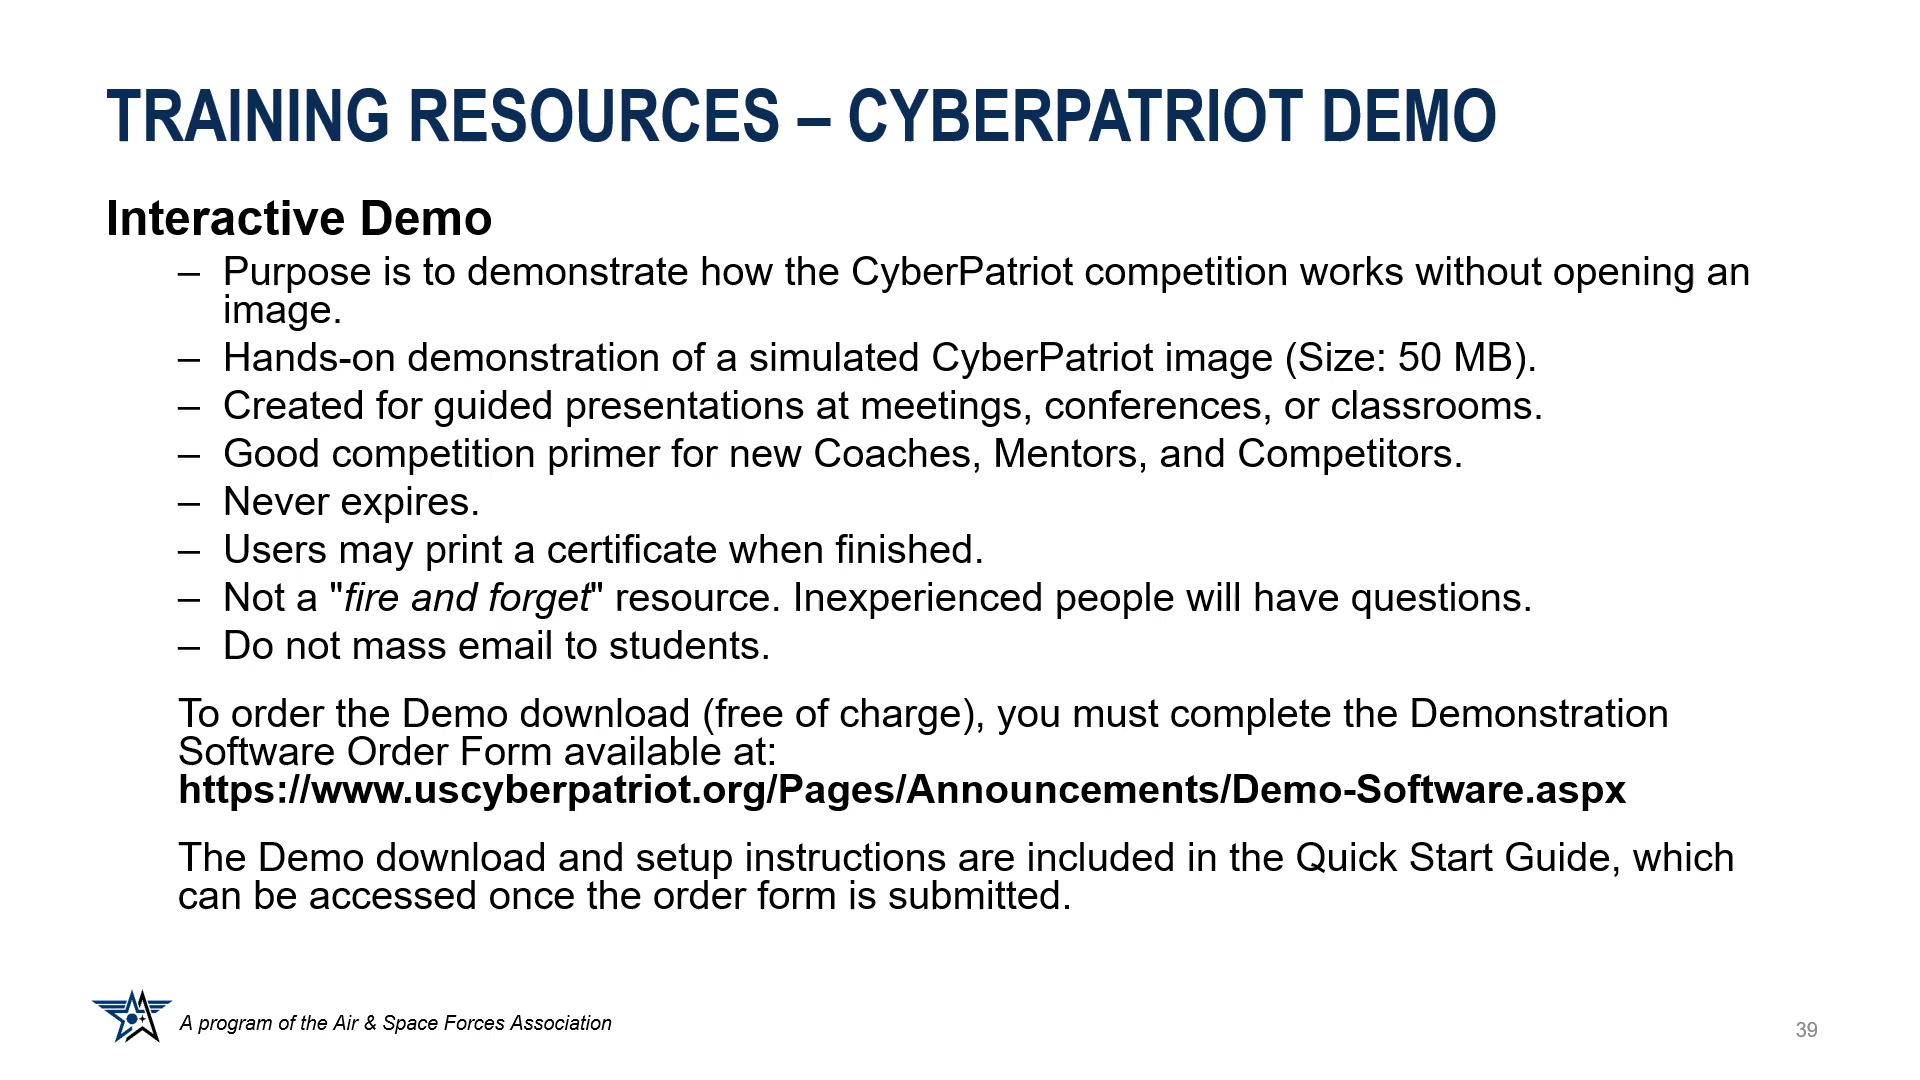 TRAINING RESOURCES – CYBERPATRIOT DEMO
Interactive Demo
– Purpose is to demonstrate how the CyberPatriot competition works without opening an
image.
– Hands-on demonstration of a simulated CyberPatriot image (Size: 50 MB).
– Created for guided presentations at meetings, conferences, or classrooms.
– Good competition primer for new Coaches, Mentors, and Competitors.
– Never expires.
– Users may print a certificate when finished.
– Not a "fire and forget" resource. Inexperienced people will have questions.
– Do not mass email to students.
To order the Demo download (free of charge), you must complete the Demonstration
Software Order Form available at:
https://www.uscyberpatriot.org/Pages/Announcements/Demo-Software.aspx
The Demo download and setup instructions are included in the Quick Start Guide, which
can be accessed once the order form is submitted.
A program of the Air & Space Forces Association
39